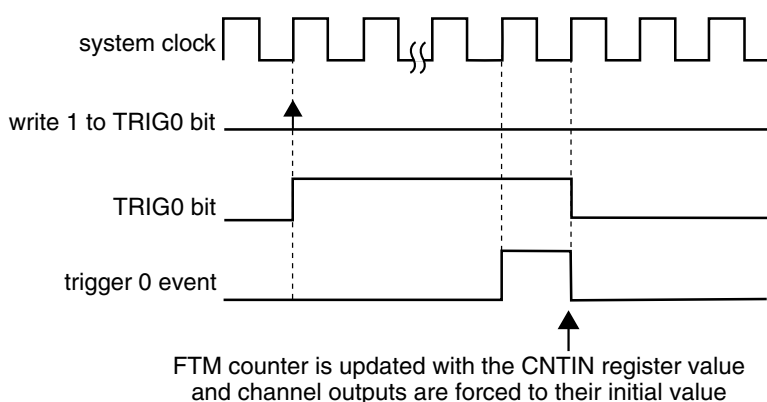 system clock
write 1 to TRIG0 bit
TRIG0 bit
trigger 0 event
FTM counter is updated with the CNTIN register value
and channel outputs are forced to their initial value